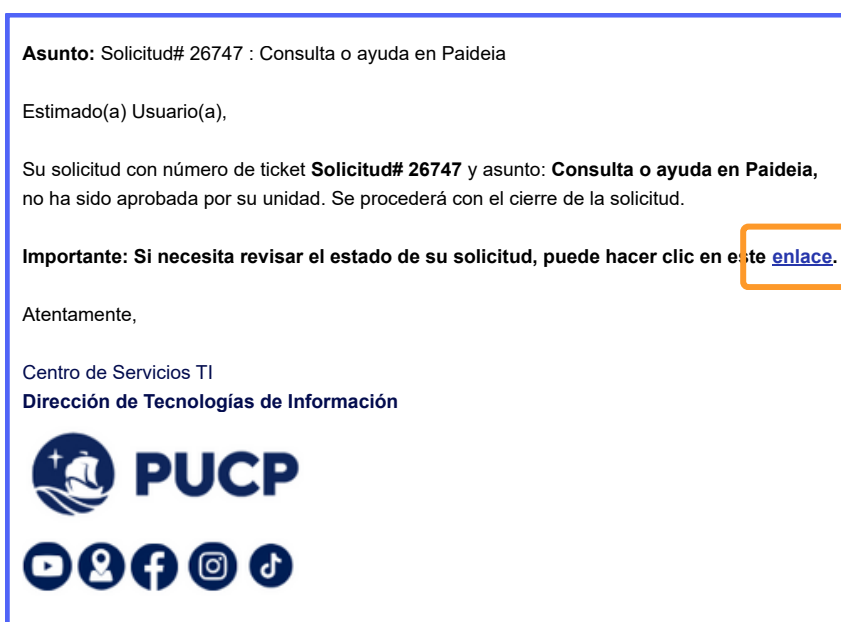 Asunto: Solicitud# 26747 : Consulta o ayuda en Paideia
Estimado(a) Usuario(a),
Su solicitud con número de ticket Solicitud# 26747 y asunto: Consulta o ayuda en Paideia,
no ha sido aprobada por su unidad. Se procederá con el cierre de la solicitud.
Importante: Si necesita revisar el estado de su solicitud, puede hacer clic en este enlace.
Atentamente,
Centro de Servicios TI
Dirección de Tecnologías de Información
PUCP